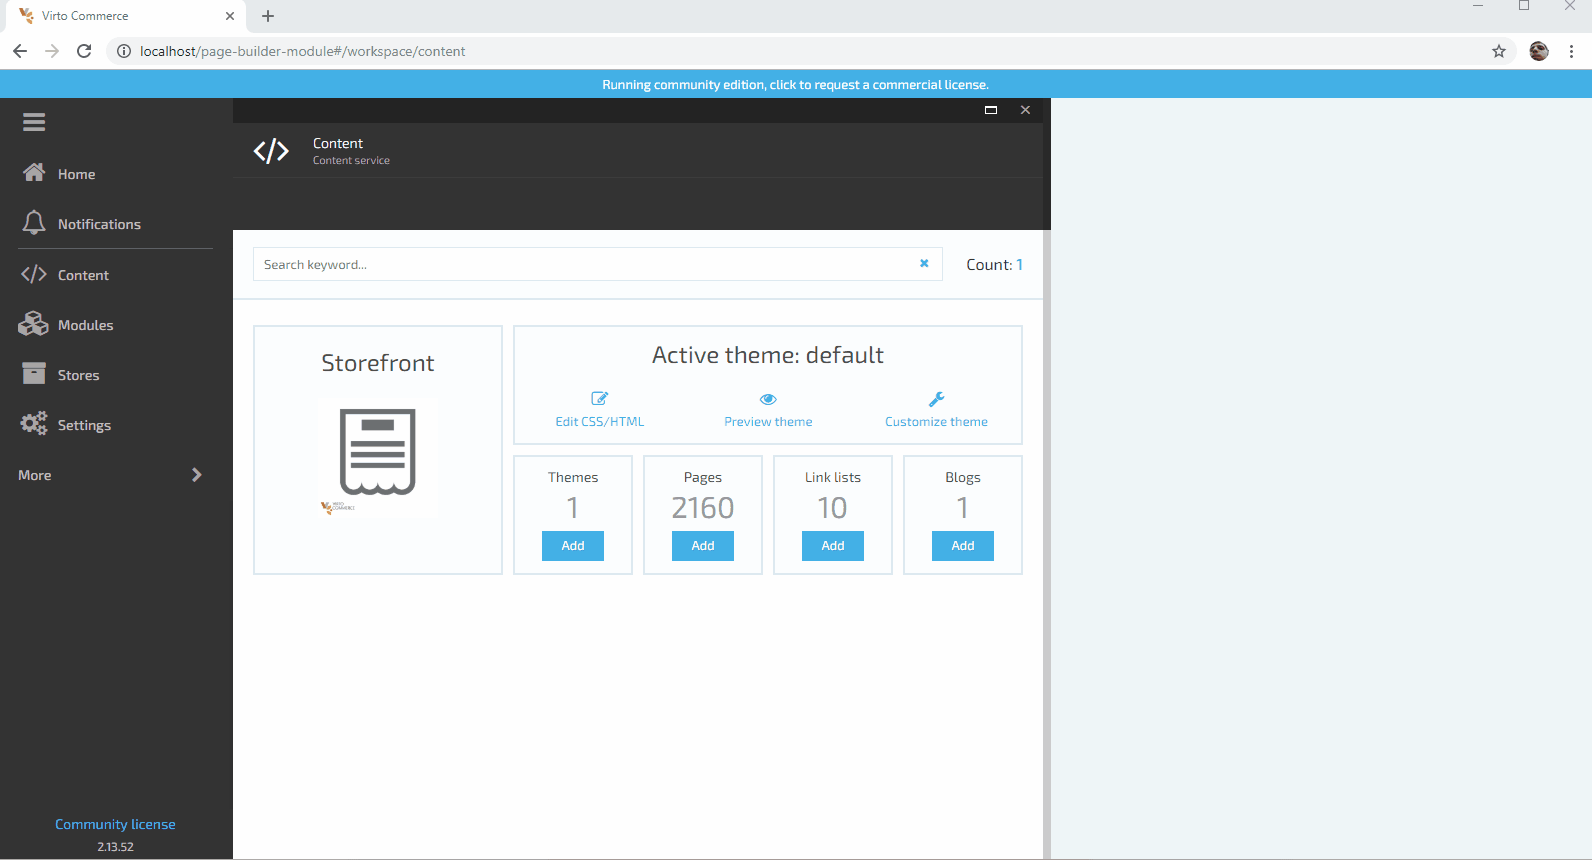 Virto Commerce
localhost/page-builder-module#/workspace/content
Running community edition, click to request a commercial license.
Home
Notifications
Content
Modules
Stores
Settings
More
Community license
2.13.52
Content
Content service
Search keyword...
Count: 1
Storefront
VIRTO
COMMERCE
Active theme: default
Edit CSS/HTML
Preview theme
Customize theme
Themes
1
Add
Pages
2160
Add
Link lists
10
Add
Blogs
1
Add